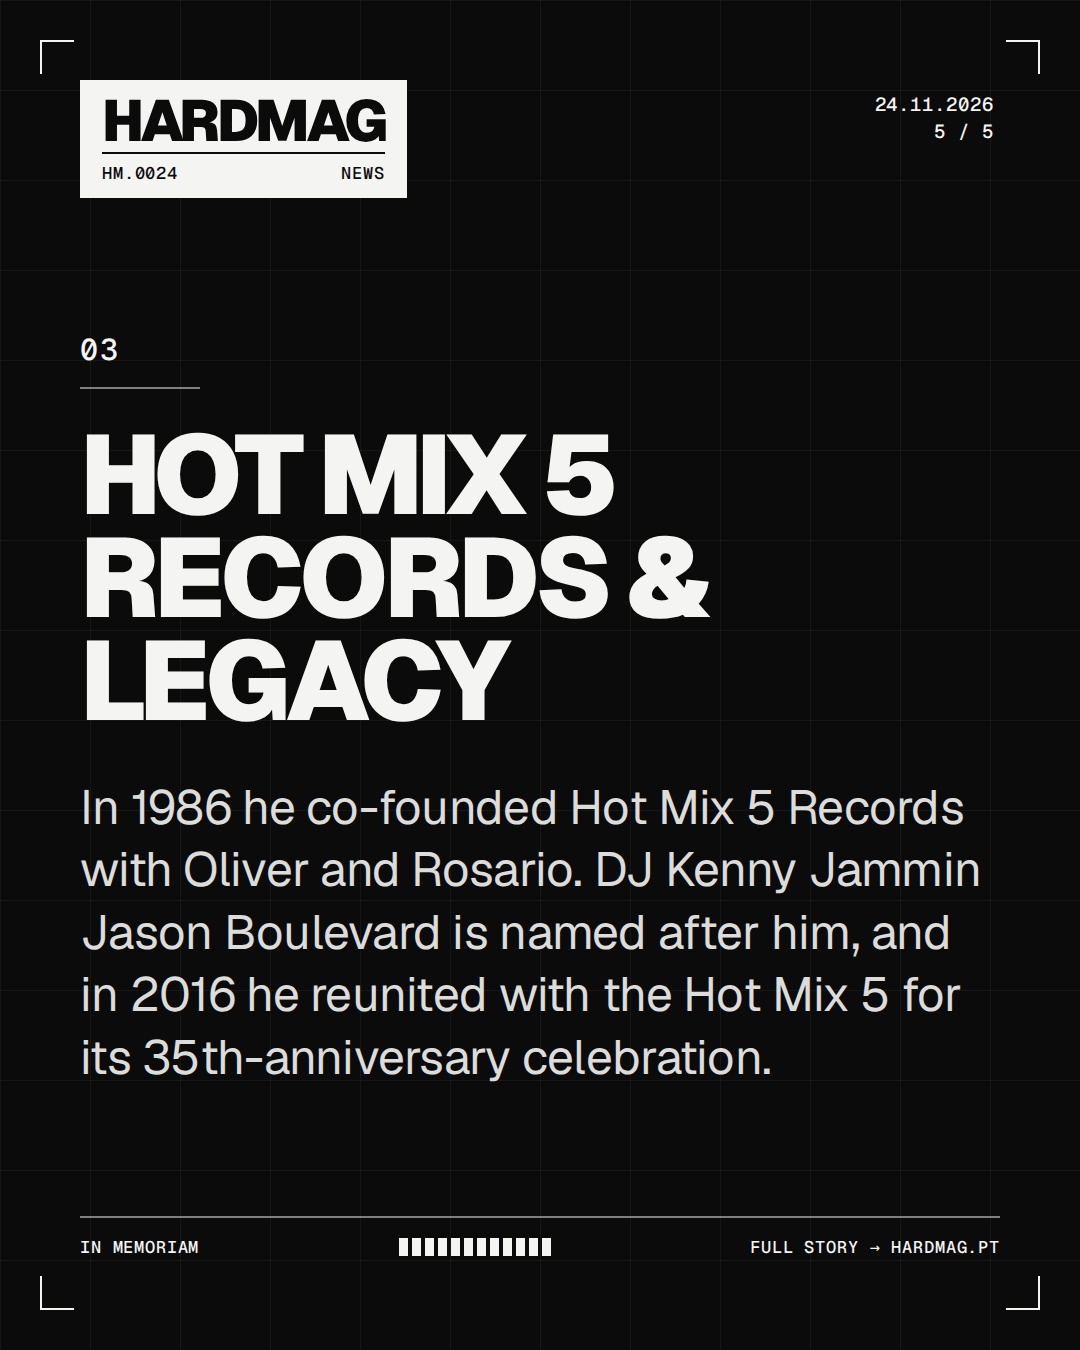 HARDMAG
HM.0024 NEWS
24.11.2026
5 / 5
03
HOT MIX 5
RECORDS &
LEGACY
In 1986 he co-founded Hot Mix 5 Records
with Oliver and Rosario. DJ Kenny Jammin
Jason Boulevard is named after him, and
in 2016 he reunited with the Hot Mix 5 for
its 35th-anniversary celebration.
IN MEMORIAM
FULL STORY → HARDMAG.PT